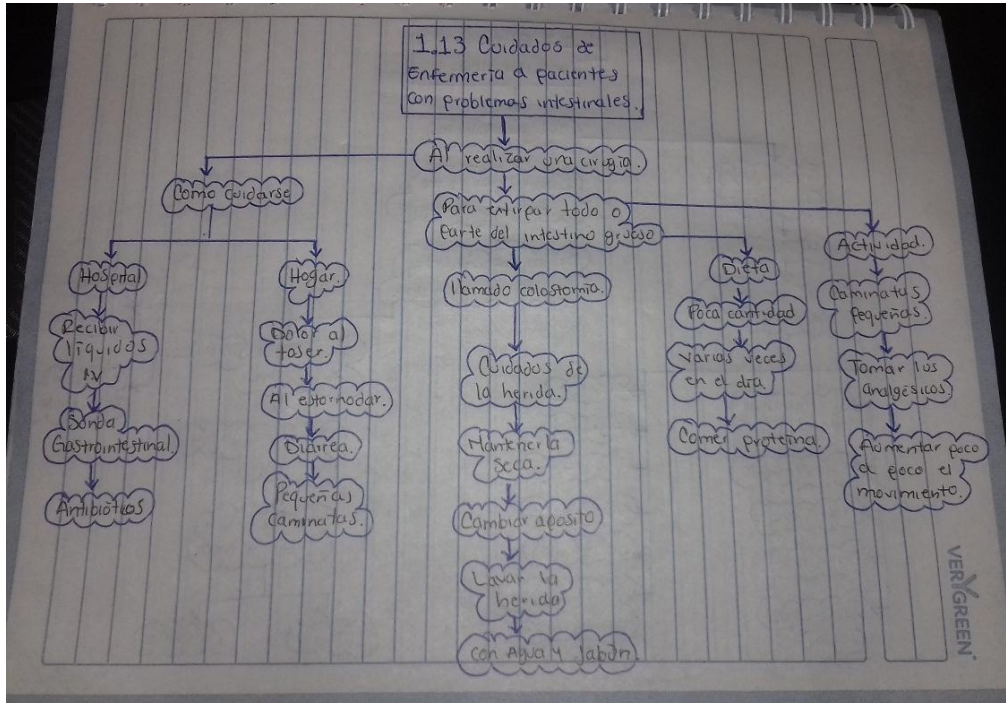 1.13 Cuidados de
Enfermería a pacientes
con problemas intestinales.
Al realizar una cirugía.
Como cuidarse
Hospital
Recibir
líquidos
IV
Sonda
Gastrointestinal.
Antibióticos
Hogar.
Dolor al
toser.
Al estornudar.
Diarrea.
Pequeñas
caminatas.
Para extirpar todo o
parte del intestino grueso
llamado colostomia.
Cuidados de
la herida.
Mantenerla
seca.
Cambiar aposito
Lavar la
herida
con Agua y Jabón.
Dieta
Poca cantidad
Varios veces
en el día
Comer proteína.
Actividad.
Caminatas
pequeñas.
Tomar los
analgésicos.
Aumentar poco
a poco el
movimiento.
VERYGREEN